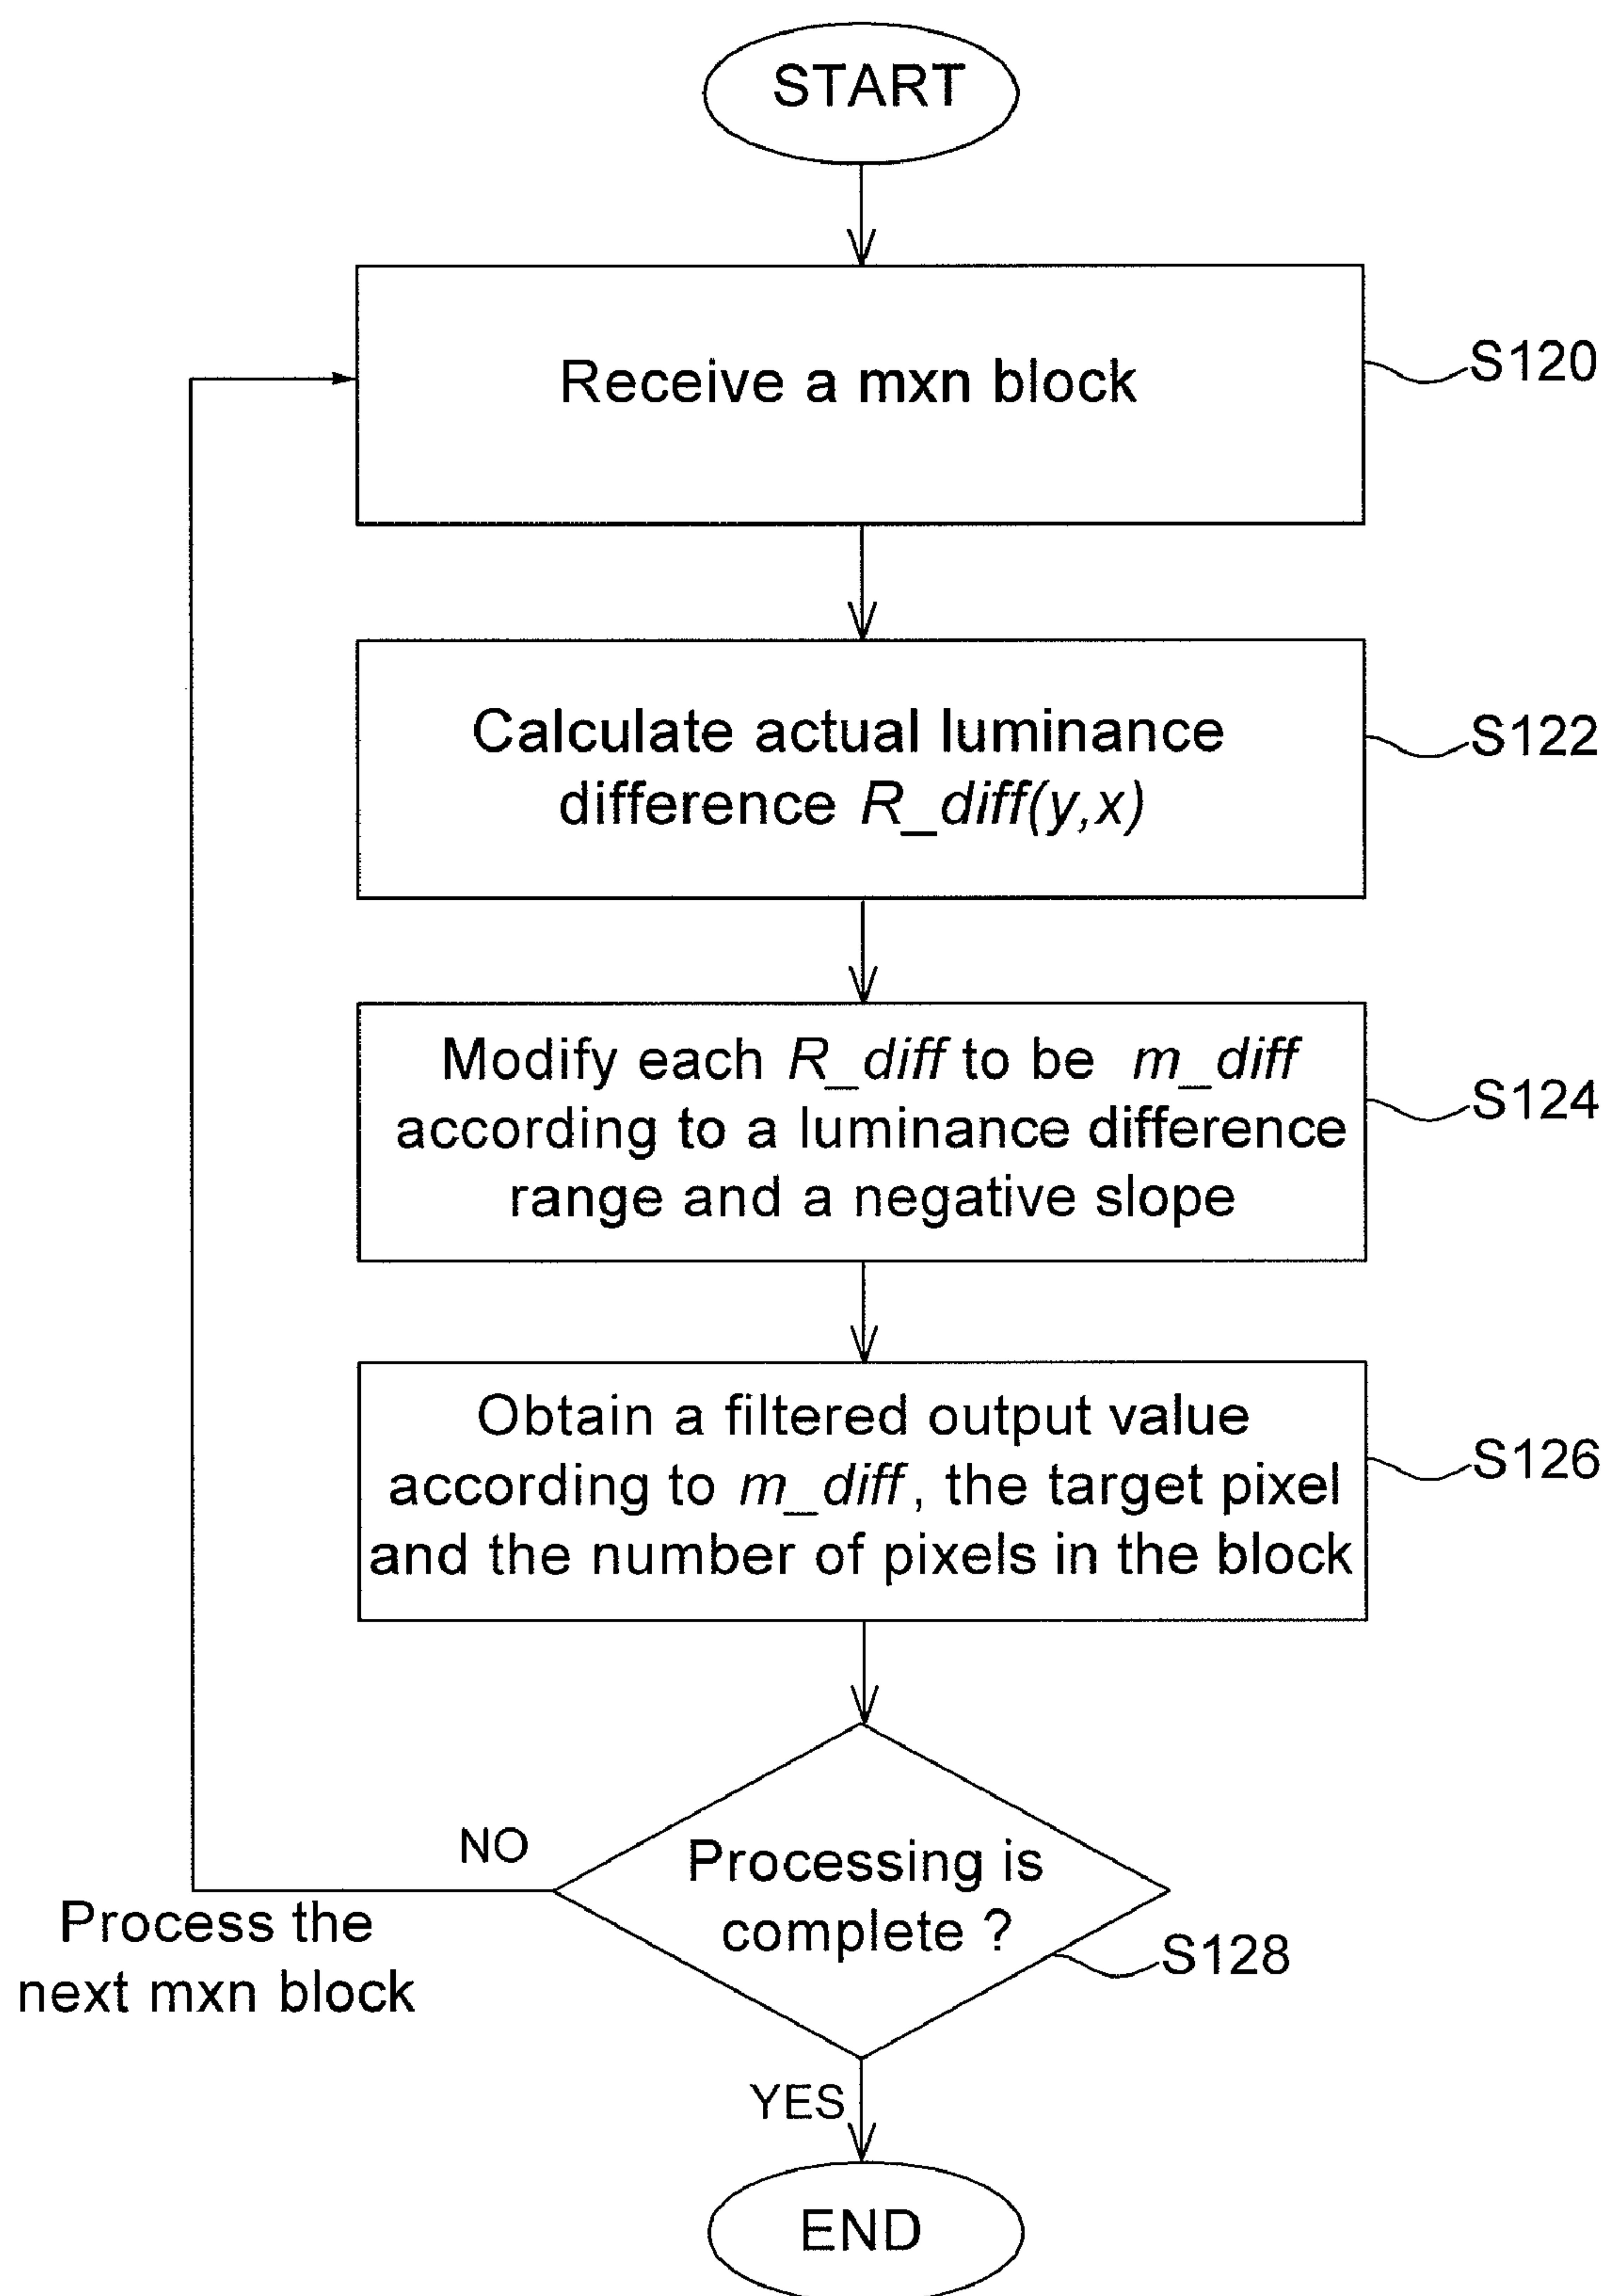 START
Receive a mxn block
S120
Calculate actual luminance
difference R_diff(y,x)
S122
Modify each R_diff to be m_diff
according to a luminance difference
range and a negative slope
S124
Obtain a filtered output value
according to m_diff, the target pixel
and the number of pixels in the block
S126
Processing is
complete ?
S128
NO
Process the
next mxn block
YES
END